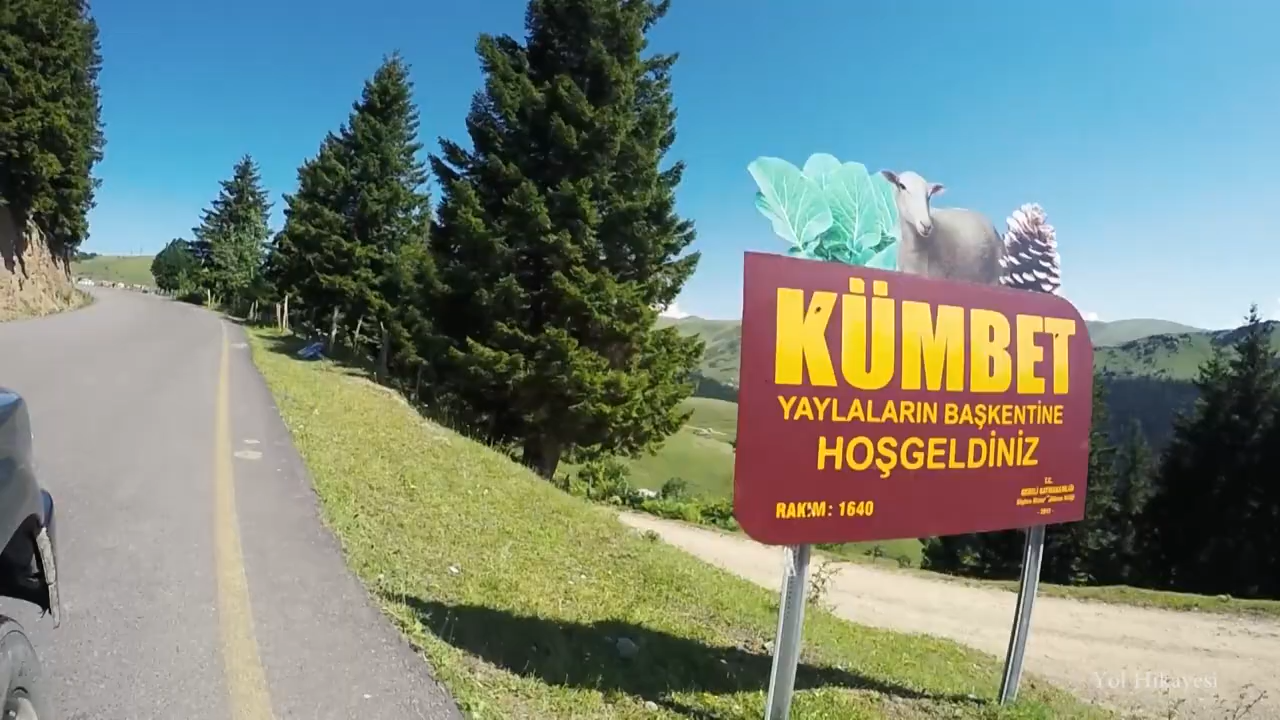 KÜMBET
YAYLALARIN BAŞKENTİNE
HOŞGELDİNİZ
RAKIM: 1640
T.C.
Yol Hikayesi